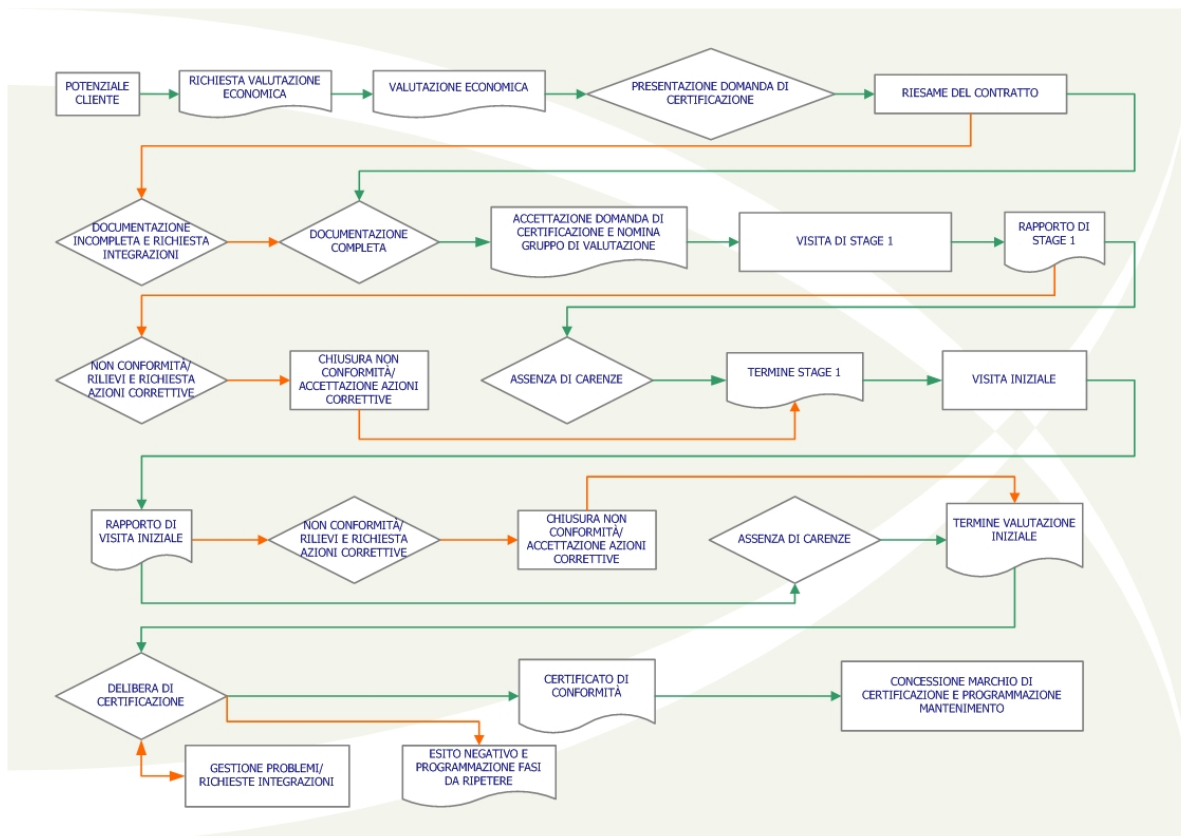 POTENZIALE
CLIENTE
RICHIESTA VALUTAZIONE
ECONOMICA
VALUTAZIONE ECONOMICA
PRESENTAZIONE DOMANDA DI
CERTIFICAZIONE
RIESAME DEL CONTRATTO
DOCUMENTAZIONE
INCOMPLETA E RICHIESTA
INTEGRAZIONI
DOCUMENTAZIONE
COMPLETA
ACCETTAZIONE DOMANDA DI
CERTIFICAZIONE E NOMINA
GRUPPO DI VALUTAZIONE
VISITA DI STAGE 1
RAPPORTO DI
STAGE 1
NON CONFORMITÀ/
RILIEVI E RICHIESTA
AZIONI CORRETTIVE
CHIUSURA NON
CONFORMITÀ/
ACCETTAZIONE AZIONI
CORRETTIVE
ASSENZA DI CARENZE
TERMINE STAGE 1
VISITA INIZIALE
RAPPORTO DI
VISITA INIZIALE
NON CONFORMITÀ/
RILIEVI E RICHIESTA
AZIONI CORRETTIVE
CHIUSURA NON
CONFORMITÀ/
ACCETTAZIONE AZIONI
CORRETTIVE
ASSENZA DI CARENZE
TERMINE VALUTAZIONE
INIZIALE
DELIBERA DI
CERTIFICAZIONE
CERTIFICATO DI
CONFORMITÀ
CONCESSIONE MARCHIO DI
CERTIFICAZIONE E PROGRAMMAZIONE
MANTENIMENTO
GESTIONE PROBLEMI/
RICHIESTE INTEGRAZIONI
ESITO NEGATIVO E
PROGRAMMAZIONE FASI
DA RIPETERE